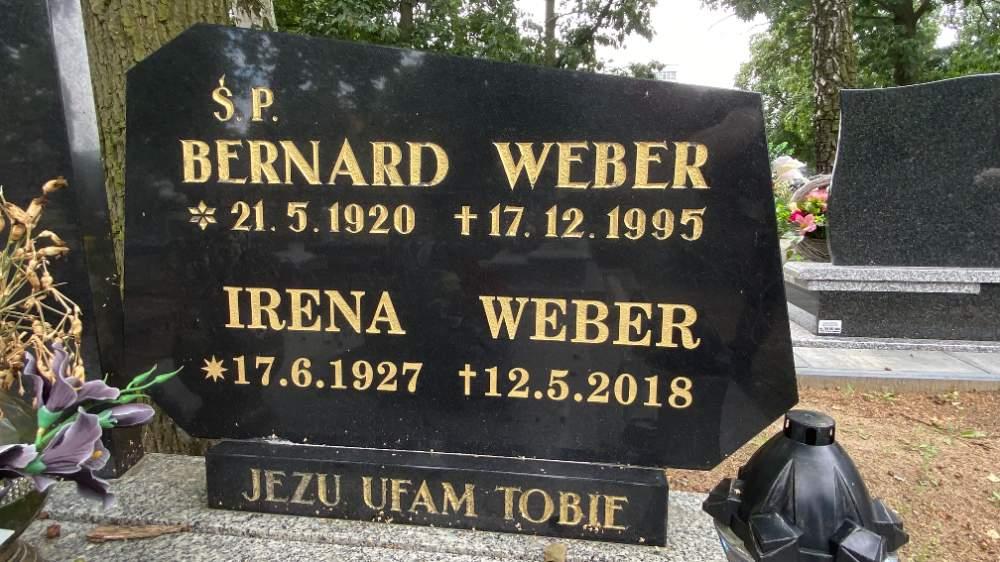 Ś. P.
BERNARD WEBER
* 21. 5. 1920 † 17. 12. 1995
IRENA WEBER
* 17.6.1927 † 12.5.2018
JEZU UFAM TOBIE